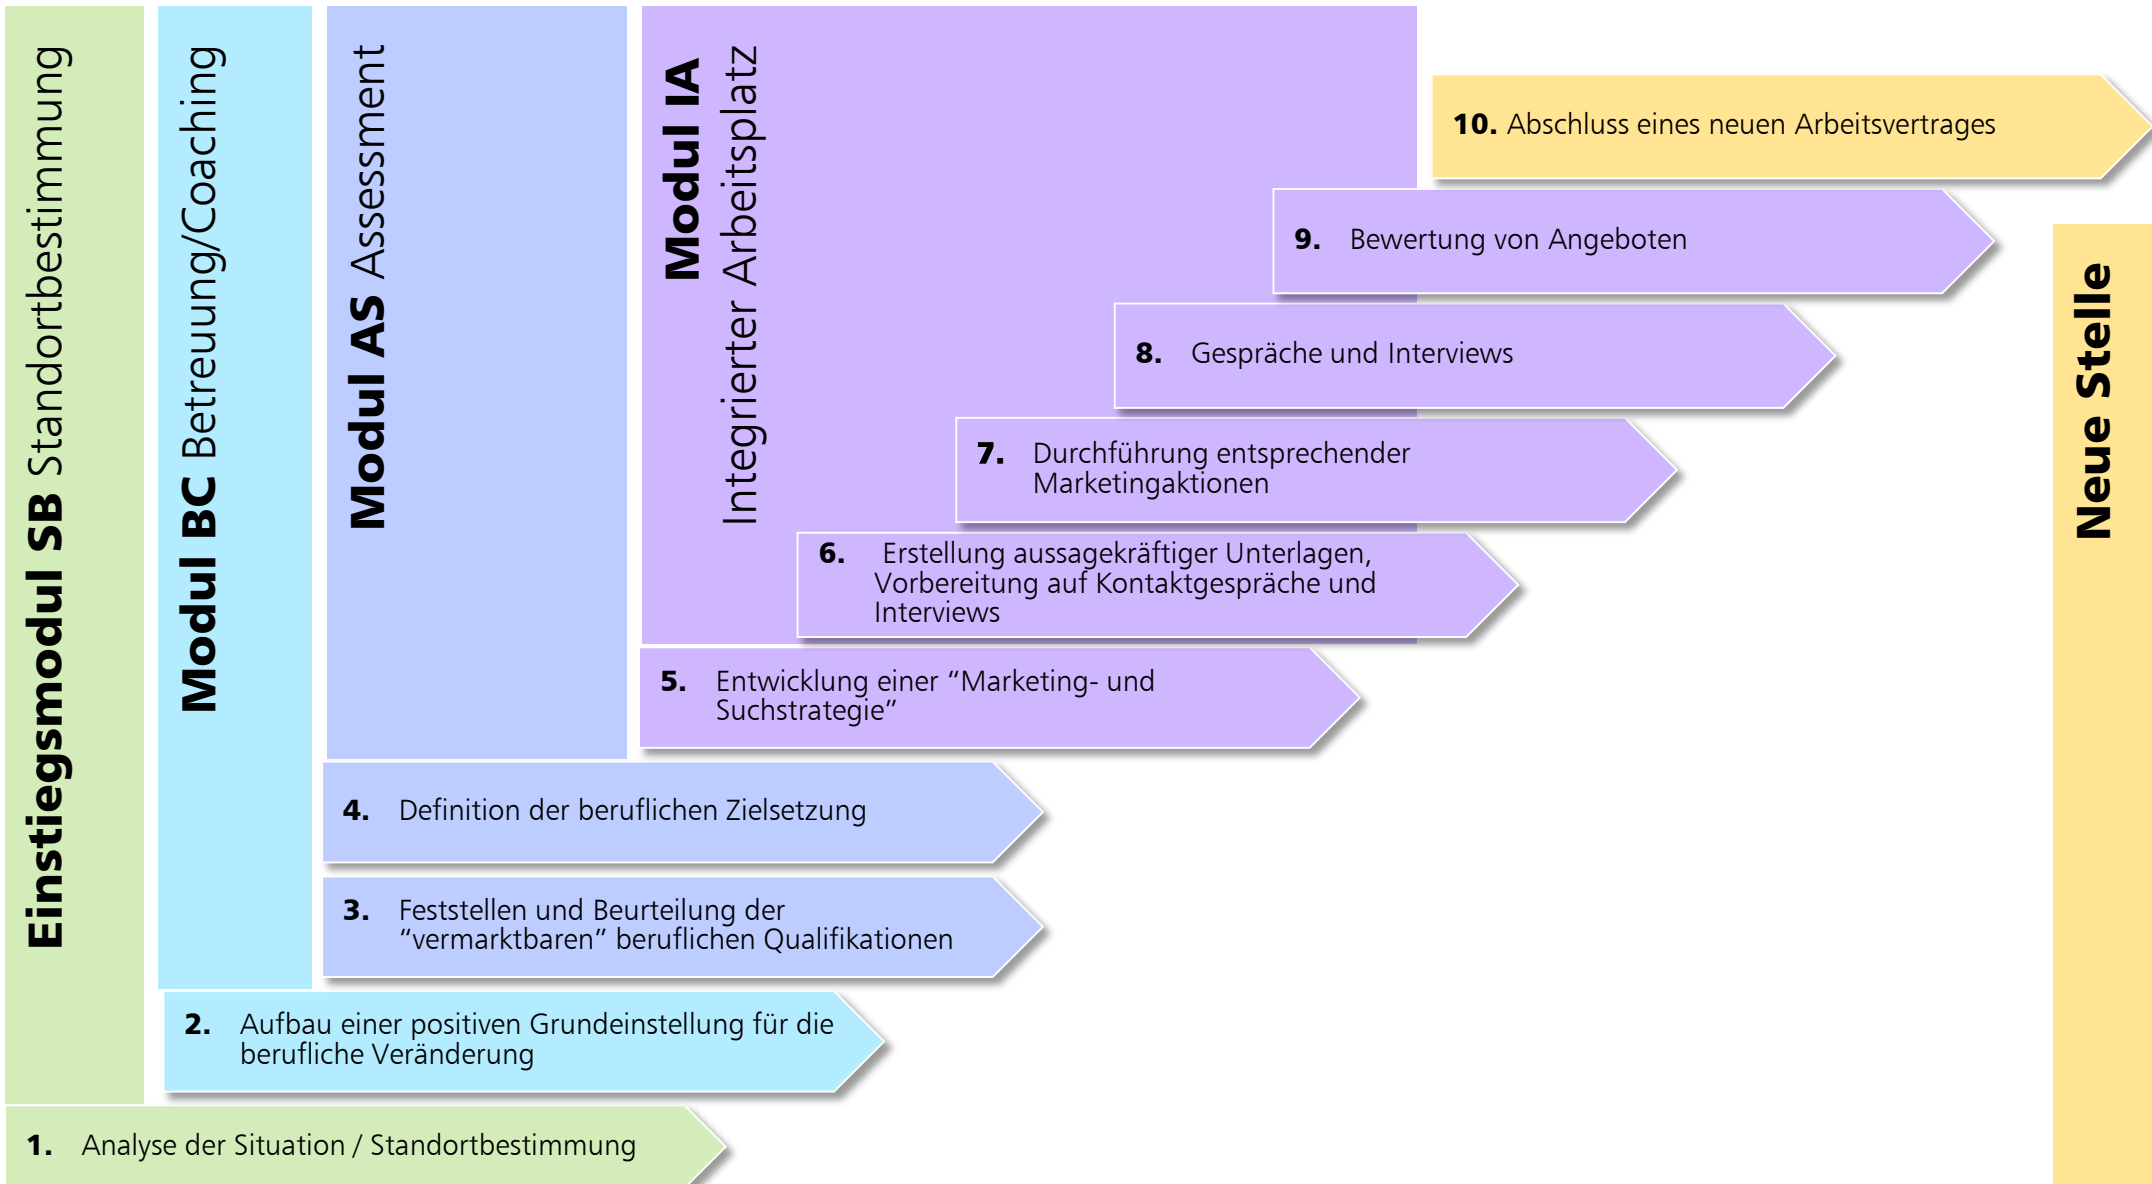 Einstiegsmodul SB Standortbestimmung
Modul BC Betreuung/Coaching
Modul AS Assessment
Modul IA
Integrierter Arbeitsplatz
10. Abschluss eines neuen Arbeitsvertrages
9. Bewertung von Angeboten
8. Gespräche und Interviews
7. Durchführung entsprechender
Marketingaktionen
6. Erstellung aussagekräftiger Unterlagen,
Vorbereitung auf Kontaktgespräche und
Interviews
5. Entwicklung einer “Marketing- und
Suchstrategie”
4. Definition der beruflichen Zielsetzung
3. Feststellen und Beurteilung der
“vermarktbaren” beruflichen Qualifikationen
2. Aufbau einer positiven Grundeinstellung für die
berufliche Veränderung
1. Analyse der Situation / Standortbestimmung
Neue Stelle